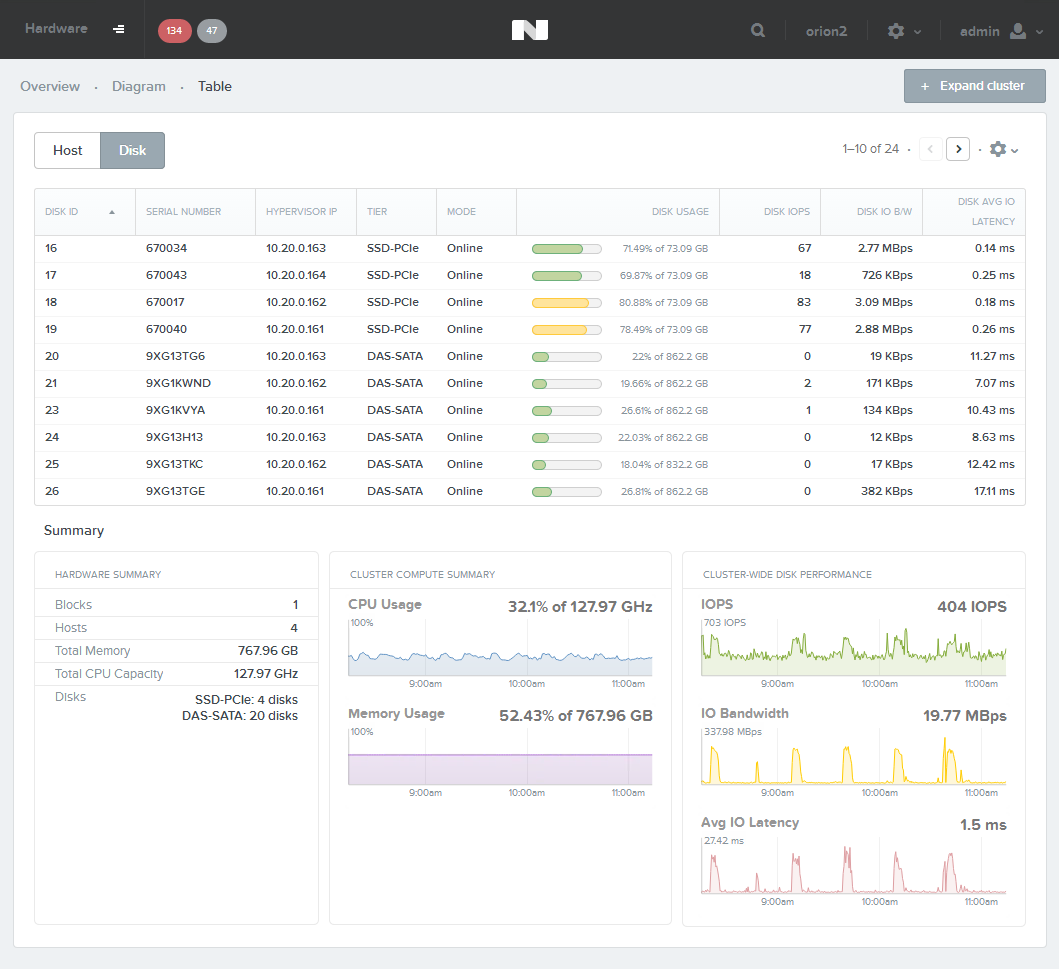 Hardware 134 47 orion2 admin
Overview · Diagram · Table + Expand cluster
Host Disk 1–10 of 24 ·
DISK ID SERIAL NUMBER HYPERVISOR IP TIER MODE DISK USAGE DISK IOPS DISK IO B/W DISK AVG IO
LATENCY
16 670034 10.20.0.163 SSD-PCIe Online 71.49% of 73.09 GB 67 2.77 MBps 0.14 ms
17 670043 10.20.0.164 SSD-PCIe Online 69.87% of 73.09 GB 18 726 KBps 0.25 ms
18 670017 10.20.0.162 SSD-PCIe Online 80.88% of 73.09 GB 83 3.09 MBps 0.18 ms
19 670040 10.20.0.161 SSD-PCIe Online 78.49% of 73.09 GB 77 2.88 MBps 0.26 ms
20 9XG13TG6 10.20.0.163 DAS-SATA Online 22% of 862.2 GB 0 19 KBps 11.27 ms
21 9XG1KWND 10.20.0.162 DAS-SATA Online 19.66% of 862.2 GB 2 171 KBps 7.07 ms
23 9XG1KVYA 10.20.0.161 DAS-SATA Online 26.61% of 862.2 GB 1 134 KBps 10.43 ms
24 9XG13H13 10.20.0.163 DAS-SATA Online 22.03% of 862.2 GB 0 12 KBps 8.63 ms
25 9XG13TKC 10.20.0.162 DAS-SATA Online 18.04% of 832.2 GB 0 17 KBps 12.42 ms
26 9XG13TGE 10.20.0.161 DAS-SATA Online 26.81% of 862.2 GB 0 382 KBps 17.11 ms
Summary
HARDWARE SUMMARY
Blocks 1
Hosts 4
Total Memory 767.96 GB
Total CPU Capacity 127.97 GHz
Disks SSD-PCIe: 4 disks
DAS-SATA: 20 disks
CLUSTER COMPUTE SUMMARY
CPU Usage 32.1% of 127.97 GHz
100%
9:00am 10:00am 11:00am
Memory Usage 52.43% of 767.96 GB
100%
9:00am 10:00am 11:00am
CLUSTER-WIDE DISK PERFORMANCE
IOPS 404 IOPS
703 IOPS
9:00am 10:00am 11:00am
IO Bandwidth 19.77 MBps
337.98 MBps
9:00am 10:00am 11:00am
Avg IO Latency 1.5 ms
27.42 ms
9:00am 10:00am 11:00am